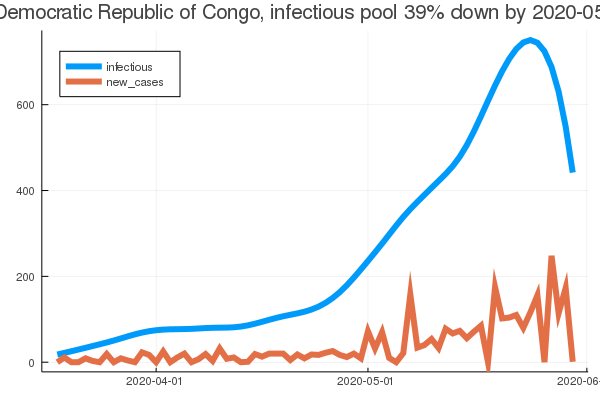 Democratic Republic of Congo, infectious pool 39% down by 2020-05
infectious
new_cases
600
400
200
0
2020-04-01 2020-05-01 2020-06-